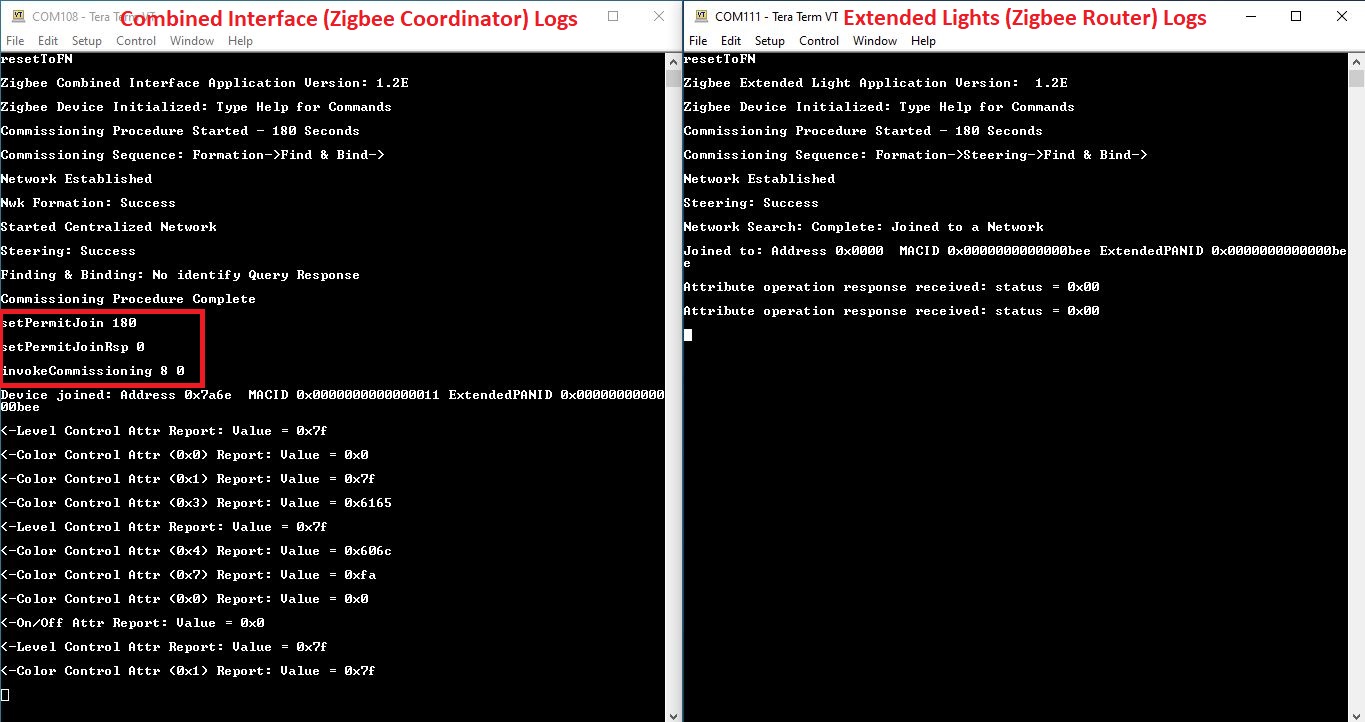 COM108 - Tera Term VT
Combined Interface (Zigbee Coordinator) Logs
File Edit Setup Control Window Help
resetToFN
Zigbee Combined Interface Application Version: 1.2E
Zigbee Device Initialized: Type Help for Commands
Commissioning Procedure Started - 180 Seconds
Commissioning Sequence: Formation->Find & Bind->
Network Established
Nwk Formation: Success
Started Centralized Network
Steering: Success
Finding & Binding: No identify Query Response
Commissioning Procedure Complete
setPermitJoin 180
setPermitJoinRsp 0
invokeCommissioning 8 0
Device joined: Address 0x7a6e  MACID 0x0000000000000011 ExtendedPANID 0x00000000000
00bee
<-Level Control Attr Report: Value = 0x7f
<-Color Control Attr (0x0) Report: Value = 0x0
<-Color Control Attr (0x1) Report: Value = 0x7f
<-Color Control Attr (0x3) Report: Value = 0x6165
<-Level Control Attr Report: Value = 0x7f
<-Color Control Attr (0x4) Report: Value = 0x606c
<-Color Control Attr (0x7) Report: Value = 0xfa
<-Color Control Attr (0x0) Report: Value = 0x0
<-On/Off Attr Report: Value = 0x0
<-Level Control Attr Report: Value = 0x7f
<-Color Control Attr (0x1) Report: Value = 0x7f
COM111 - Tera Term VT
Extended Lights (Zigbee Router) Logs
File Edit Setup Control Window Help
resetToFN
Zigbee Extended Light Application Version:  1.2E
Zigbee Device Initialized: Type Help for Commands
Commissioning Procedure Started - 180 Seconds
Commissioning Sequence: Formation->Steering->Find & Bind->
Network Established
Steering: Success
Network Search: Complete: Joined to a Network
Joined to: Address 0x0000  MACID 0x0000000000000bee ExtendedPANID 0x0000000000000be
e
Attribute operation response received: status = 0x00
Attribute operation response received: status = 0x00